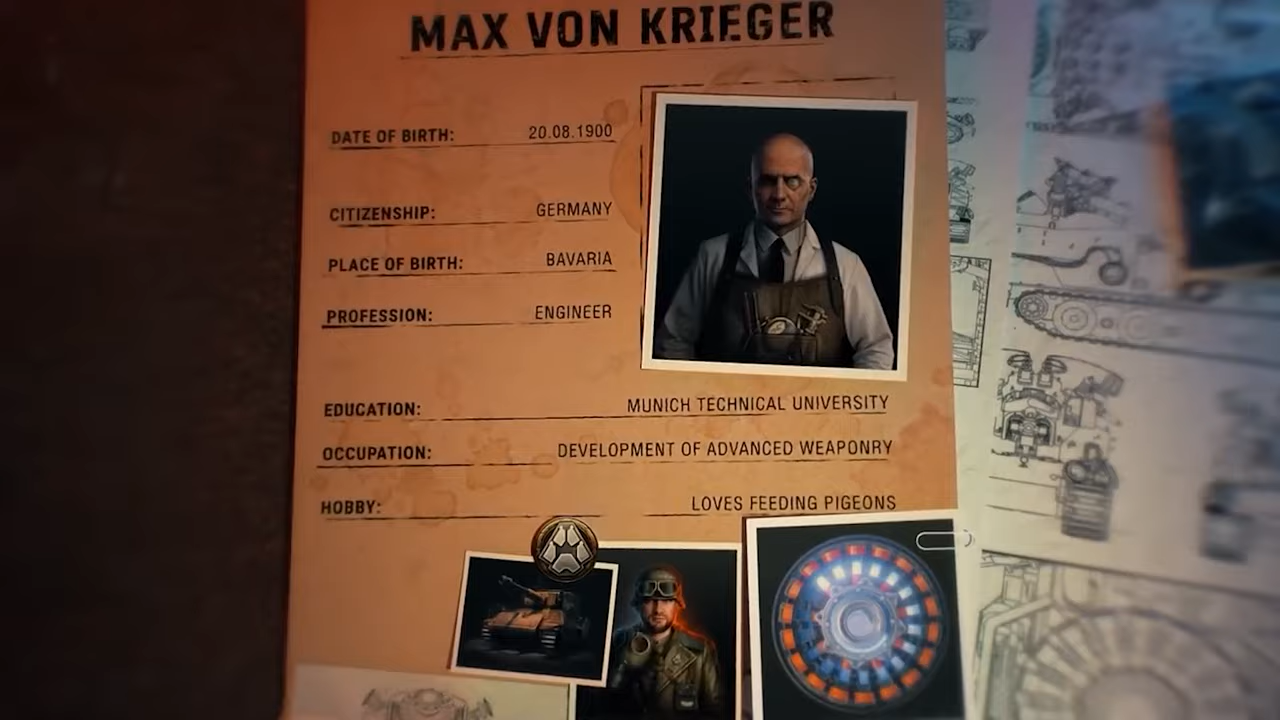 MAX VON KRIEGER
DATE OF BIRTH: 20.08.1900
CITIZENSHIP: GERMANY
PLACE OF BIRTH: BAVARIA
PROFESSION: ENGINEER
EDUCATION: MUNICH TECHNICAL UNIVERSITY
OCCUPATION: DEVELOPMENT OF ADVANCED WEAPONRY
HOBBY: LOVES FEEDING PIGEONS